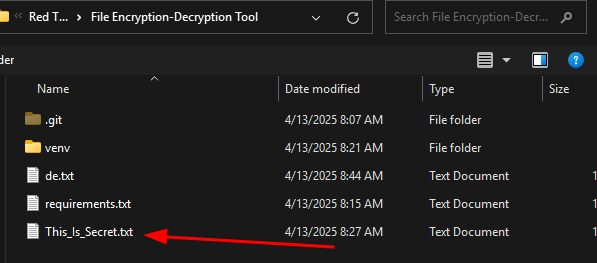 Red T... File Encryption-Decryption Tool Search File Encryption-Decr...
der
Name Date modified Type Size
.git 4/13/2025 8:07 AM File folder
venv 4/13/2025 8:21 AM File folder
de.txt 4/13/2025 8:44 AM Text Document 1
requirements.txt 4/13/2025 8:15 AM Text Document 1
This_Is_Secret.txt 4/13/2025 8:27 AM Text Document 1